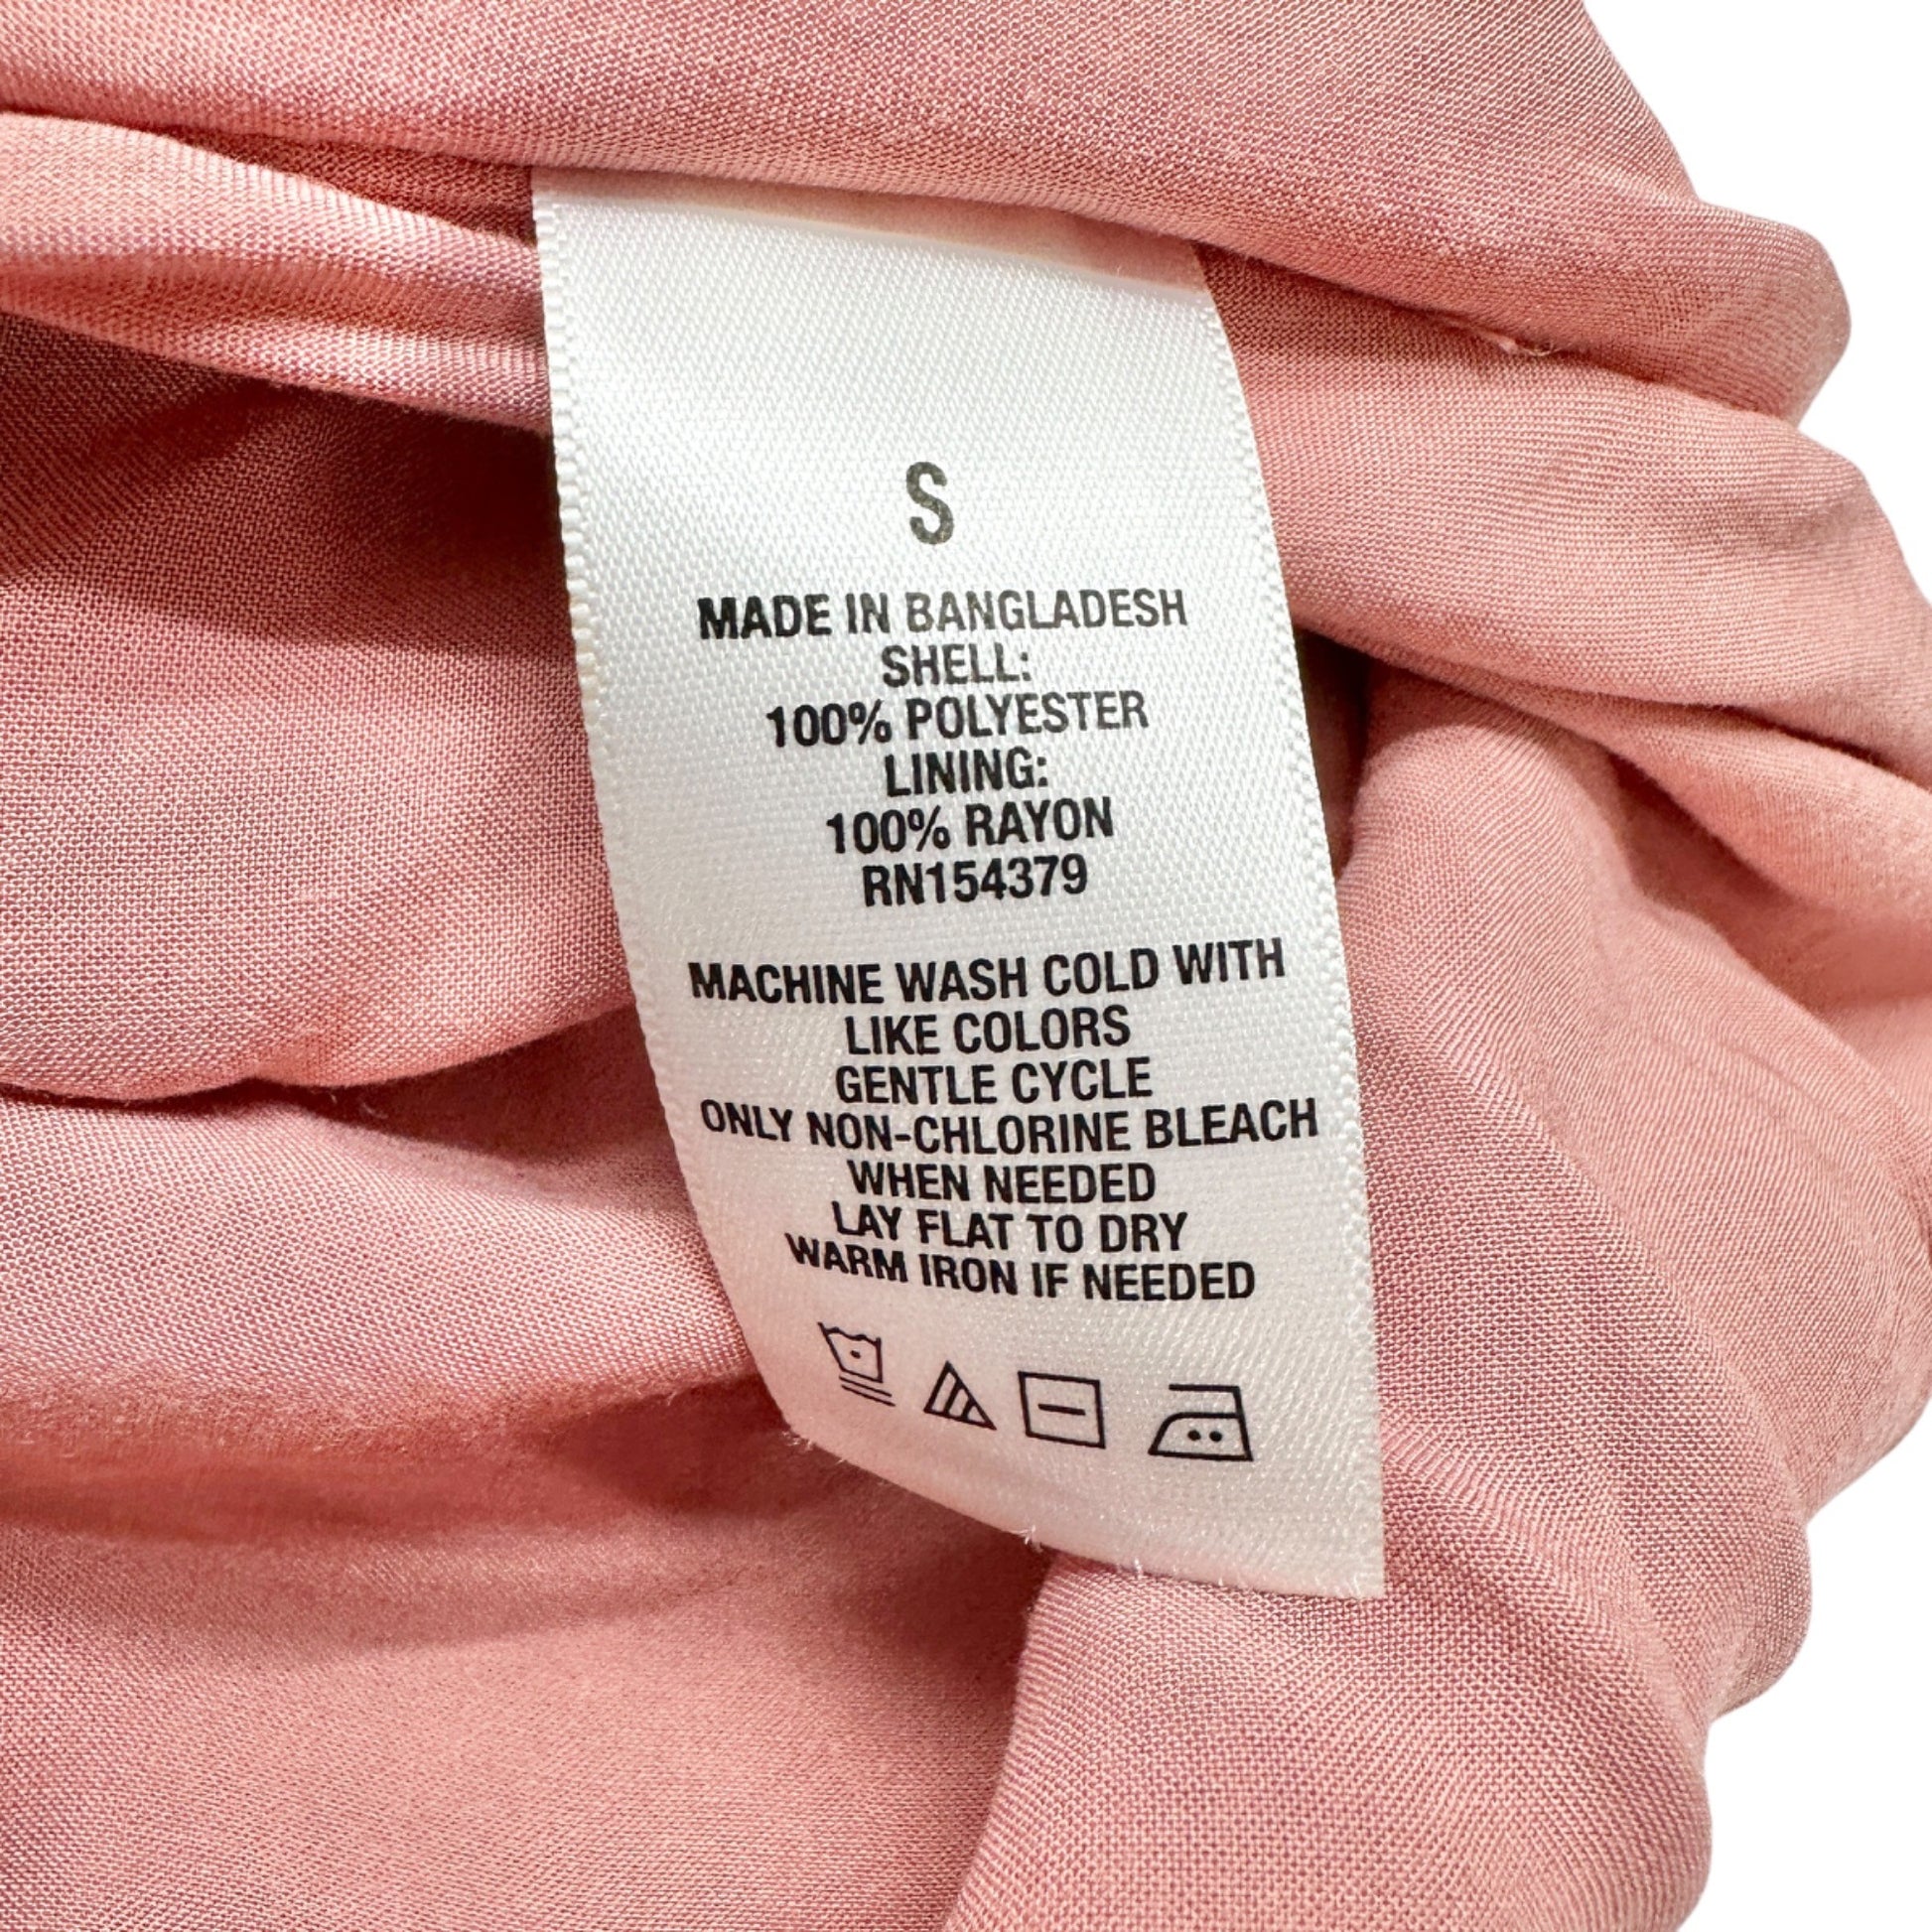 S
MADE IN BANGLADESH
SHELL:
100% POLYESTER
LINING:
100% RAYON
RN154379
MACHINE WASH COLD WITH
LIKE COLORS
GENTLE CYCLE
ONLY NON-CHLORINE BLEACH
WHEN NEEDED
LAY FLAT TO DRY
WARM IRON IF NEEDED